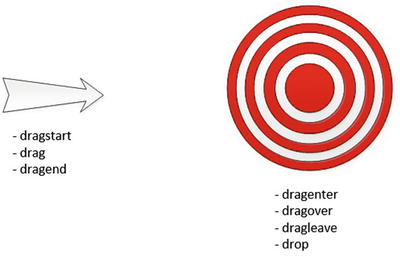 - dragstart
- drag
- dragend
- dragenter
- dragover
- dragleave
- drop